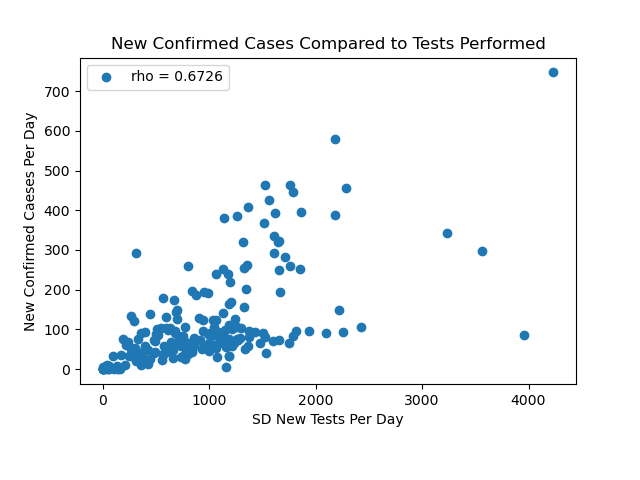 New Confirmed Cases Compared to Tests Performed
rho = 0.6726
New Confirmed Caeses Per Day
700
600
500
400
300
200
100
0
0 1000 2000 3000 4000
SD New Tests Per Day